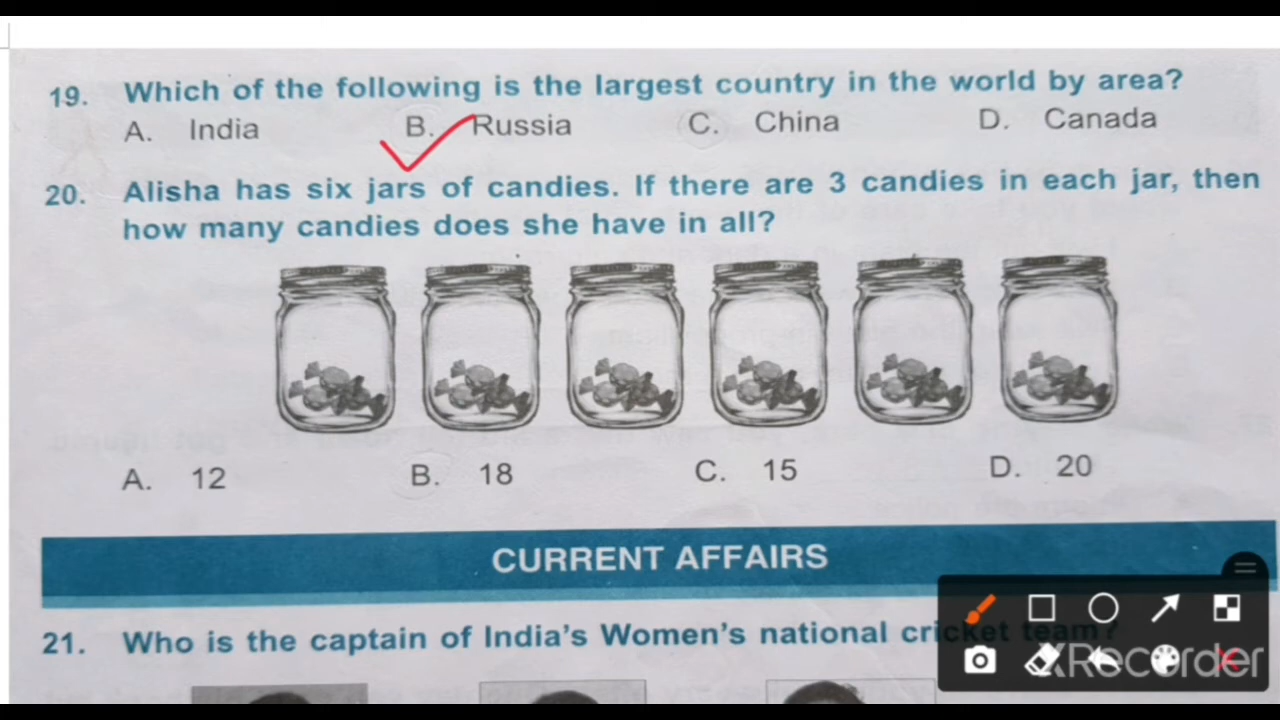 19. Which of the following is the largest country in the world by area?
A. India B. Russia C. China D. Canada
20. Alisha has six jars of candies. If there are 3 candies in each jar, then
how many candies does she have in all?
A. 12 B. 18 C. 15 D. 20
CURRENT AFFAIRS
21. Who is the captain of India's Women's national cricket team?
XRecorder